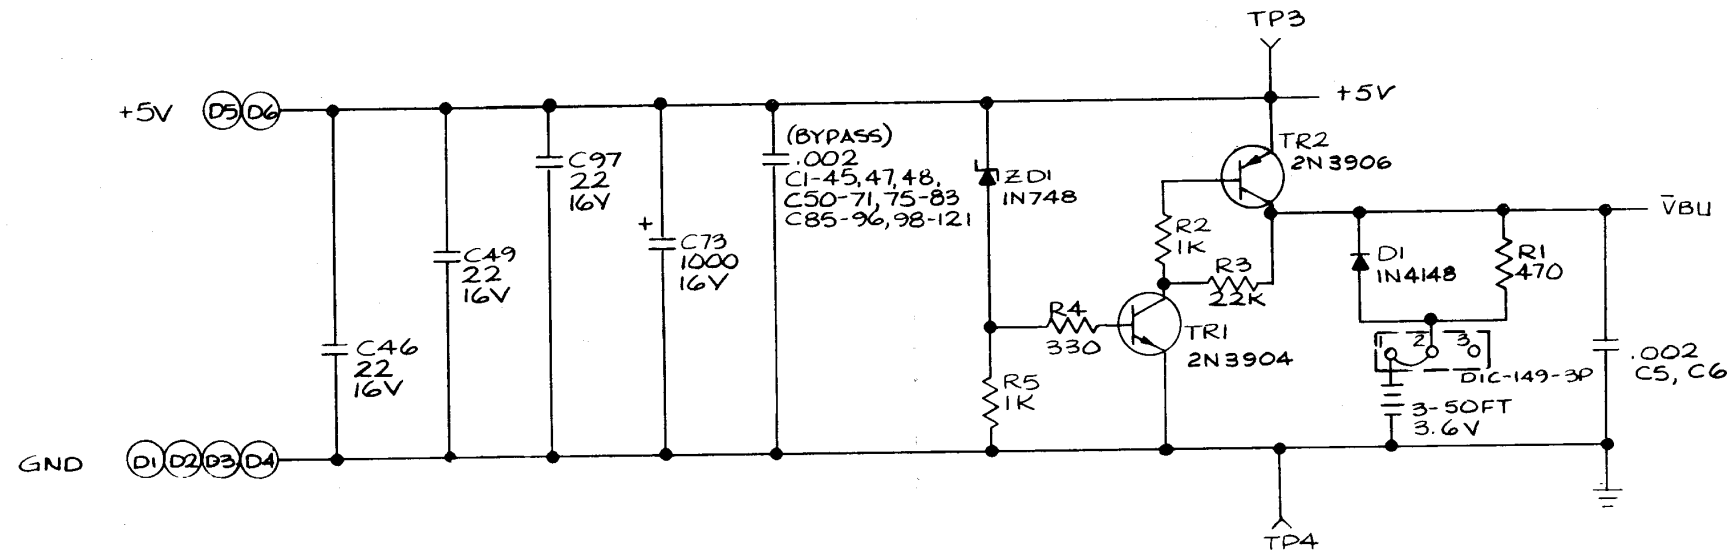 TP3
+5V D5 D6
+5V
(BYPASS)
.002
C1-45,47,48,
C50-71,75-83
C85-96,98-121
C97
22
16V
TR2
2N3906
ZD1
1N748
VBU
+
C73
1000
16V
C49
22
16V
R2
1K
R3
22K
D1
1N4148
R1
470
R4
330
TR1
2N3904
C46
22
16V
1 2 3
D1C-149-3P
.002
C5, C6
R5
1K
3-50FT
3.6V
GND D1 D2 D3 D4
TP4